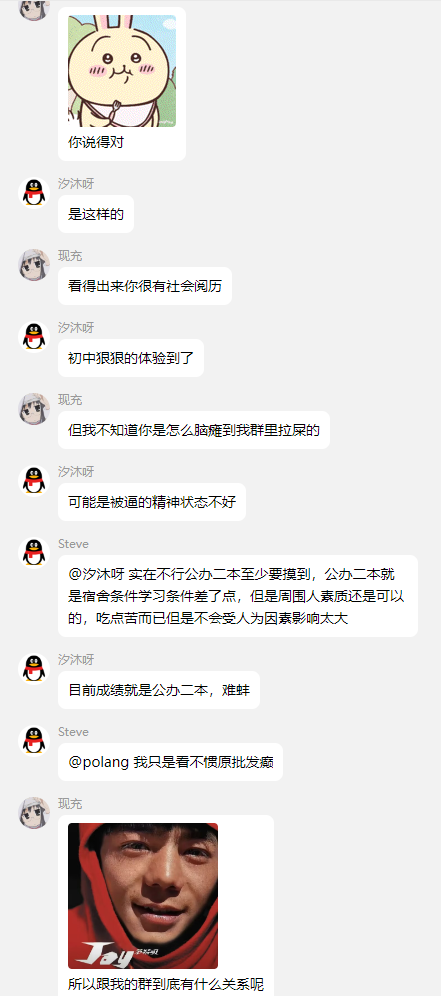 你说得对
汐沐呀
是这样的
现充
看得出来你很有社会阅历
汐沐呀
初中狠狠的体验到了
现充
但我不知道你是怎么脑瘫到我群里拉屎的
汐沐呀
可能是被逼的精神状态不好
Steve
@汐沐呀 实在不行公办二本至少要摸到，公办二本就
是宿舍条件学习条件差了点，但是周围人素质还是可以
的，吃点苦而已但是不会受人为因素影响太大
汐沐呀
目前成绩就是公办二本，难蚌
Steve
@polang 我只是看不惯原批发癫
现充
Jay
所以跟我的群到底有什么关系呢